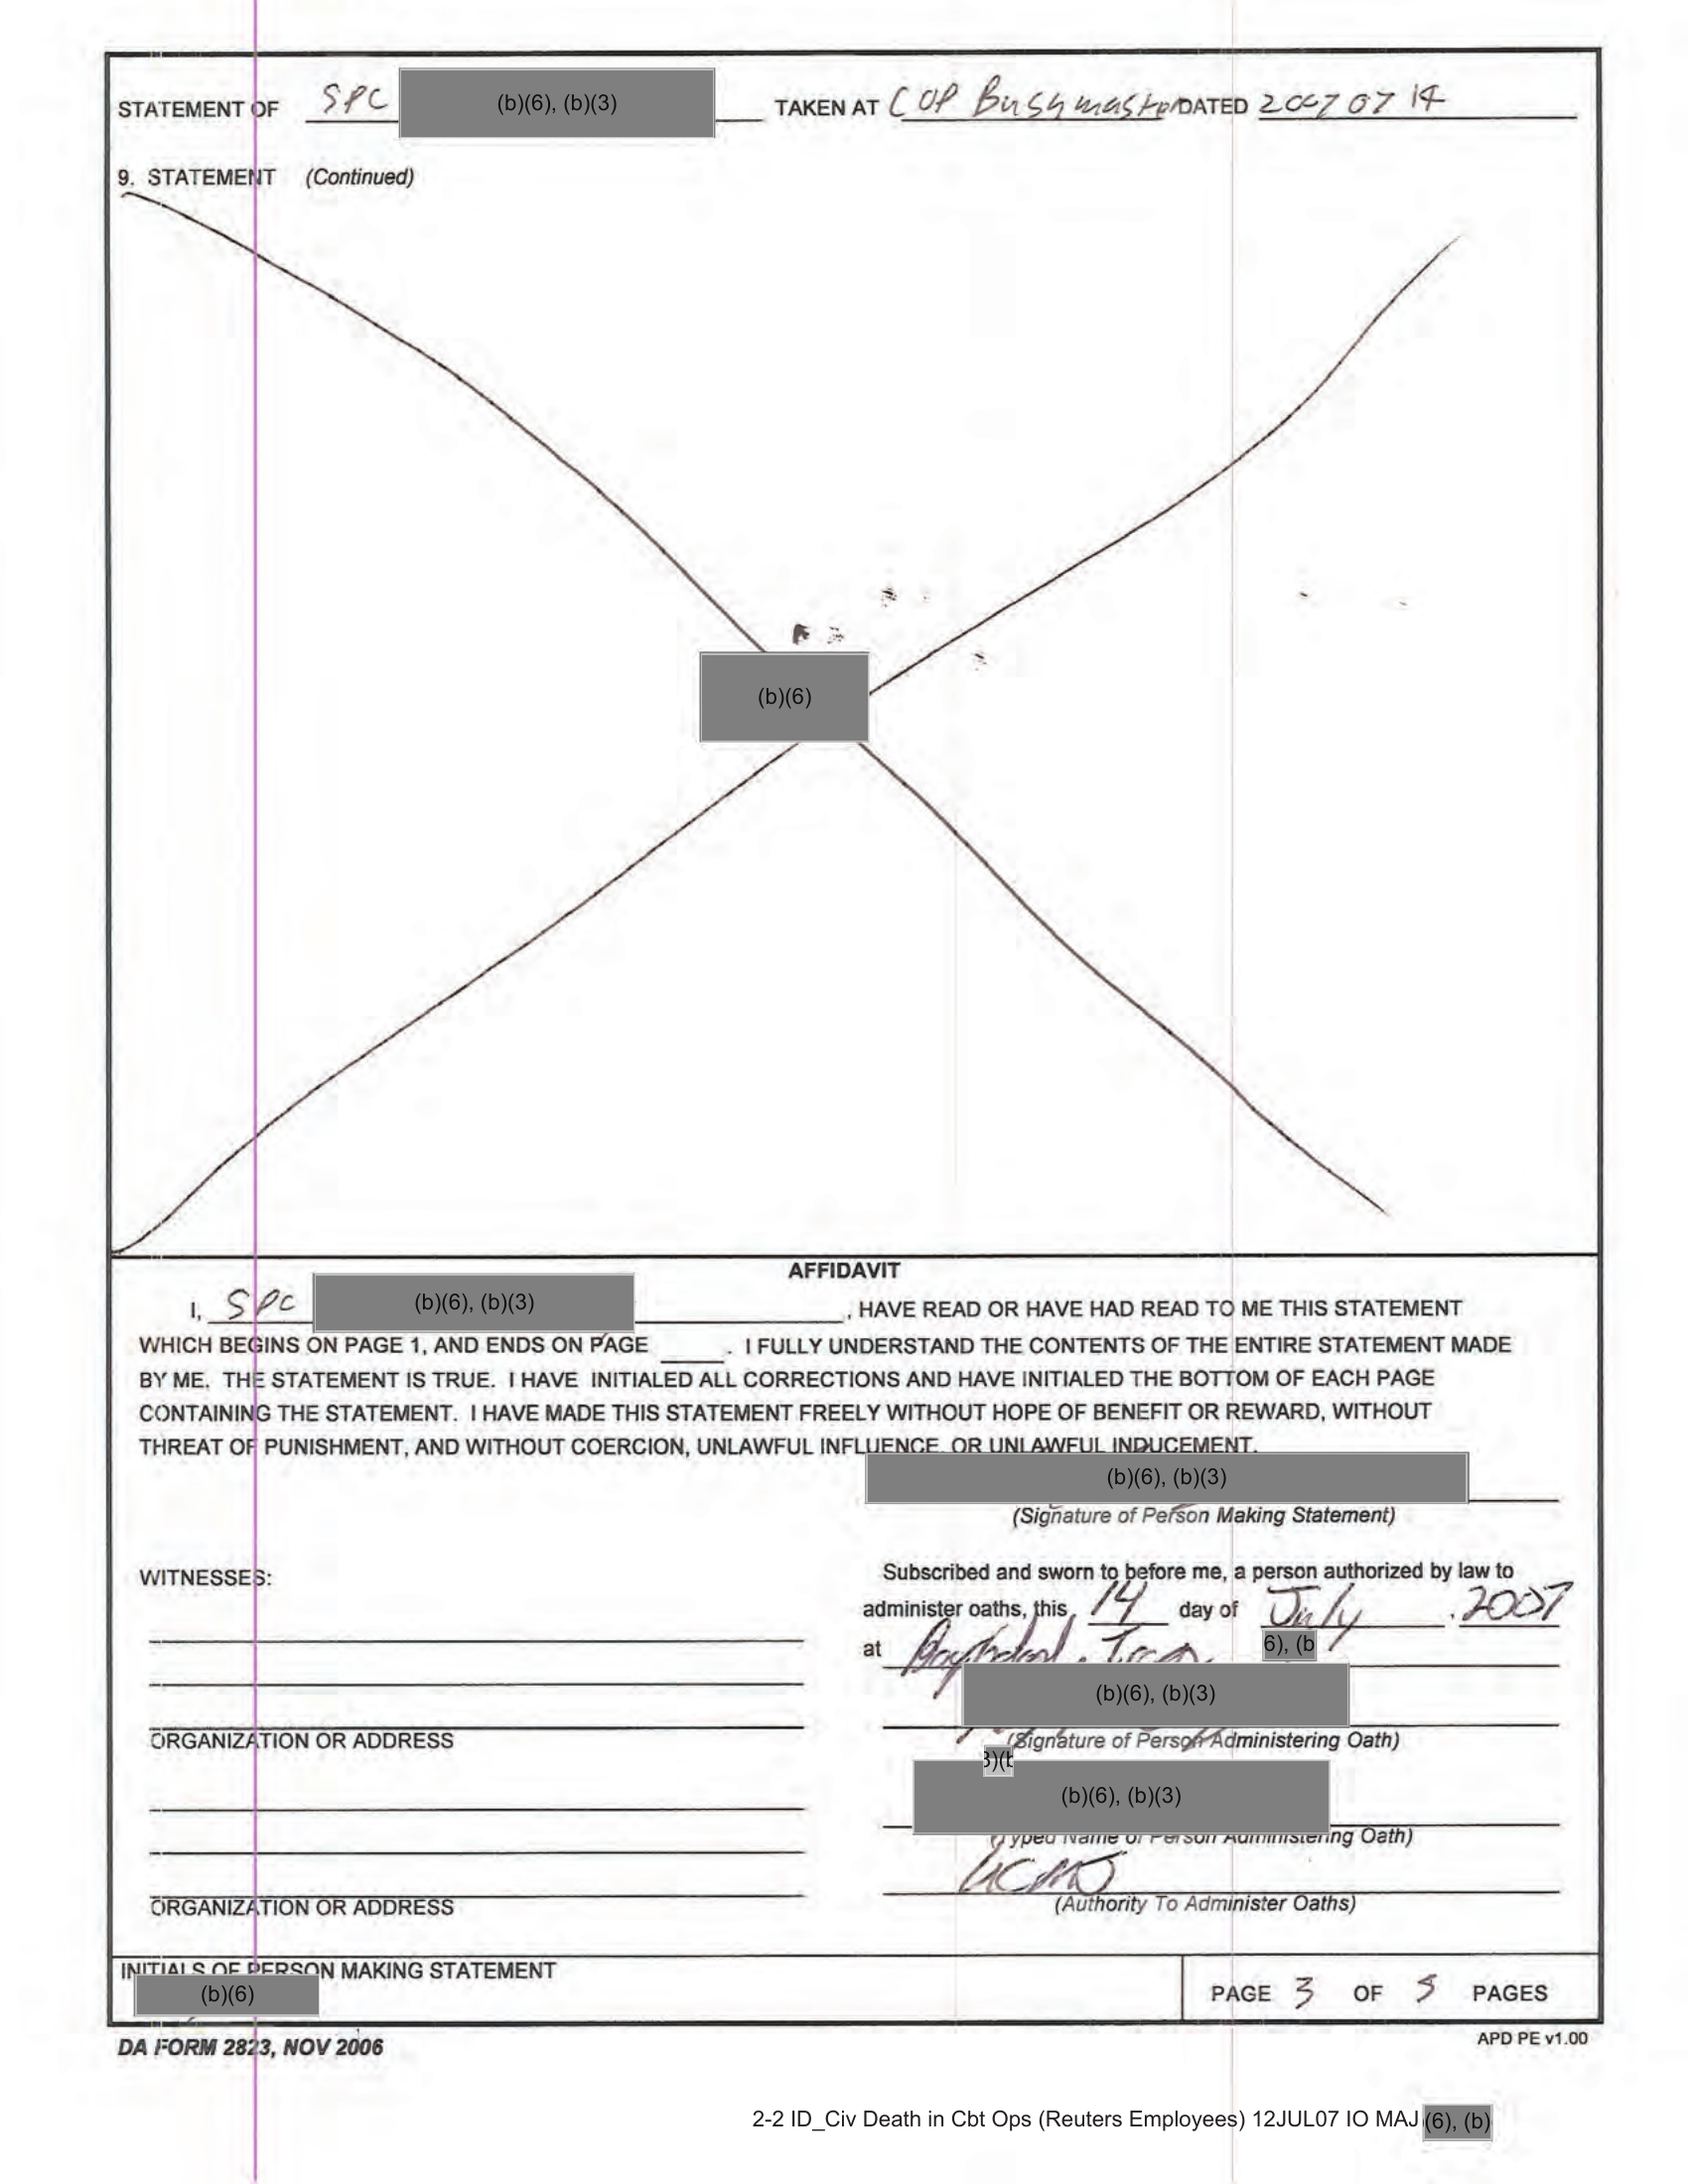 STATEMENT OF SPC (b)(6), (b)(3) TAKEN AT COP Bushmaster DATED 2007 07 14
9. STATEMENT (Continued)
(b)(6)
AFFIDAVIT
I, SPC (b)(6), (b)(3) , HAVE READ OR HAVE HAD READ TO ME THIS STATEMENT
WHICH BEGINS ON PAGE 1, AND ENDS ON PAGE ____. I FULLY UNDERSTAND THE CONTENTS OF THE ENTIRE STATEMENT MADE
BY ME. THE STATEMENT IS TRUE. I HAVE INITIALED ALL CORRECTIONS AND HAVE INITIALED THE BOTTOM OF EACH PAGE
CONTAINING THE STATEMENT. I HAVE MADE THIS STATEMENT FREELY WITHOUT HOPE OF BENEFIT OR REWARD, WITHOUT
THREAT OF PUNISHMENT, AND WITHOUT COERCION, UNLAWFUL INFLUENCE, OR UNLAWFUL INDUCEMENT.
(b)(6), (b)(3)
(Signature of Person Making Statement)
WITNESSES:
Subscribed and sworn to before me, a person authorized by law to
administer oaths, this 14 day of July , 2007
at Baghdad, Iraq 6), (b
(b)(6), (b)(3)
ORGANIZATION OR ADDRESS
(Signature of Person Administering Oath)
3)(b
(b)(6), (b)(3)
(Typed Name of Person Administering Oath)
UCMJ
ORGANIZATION OR ADDRESS
(Authority To Administer Oaths)
INITIALS OF PERSON MAKING STATEMENT
(b)(6)
PAGE 3 OF 5 PAGES
DA FORM 2823, NOV 2006
APD PE v1.00
2-2 ID_Civ Death in Cbt Ops (Reuters Employees) 12JUL07 IO MAJ (6), (b)